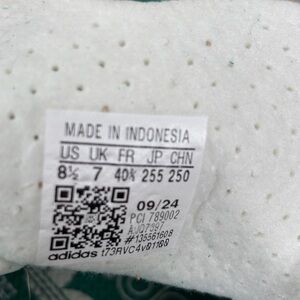 MADE IN INDONESIA
US UK FR JP CHN
8½ 7 40⅔ 255 250
09/24
PCI 789002
#135561608
adidas